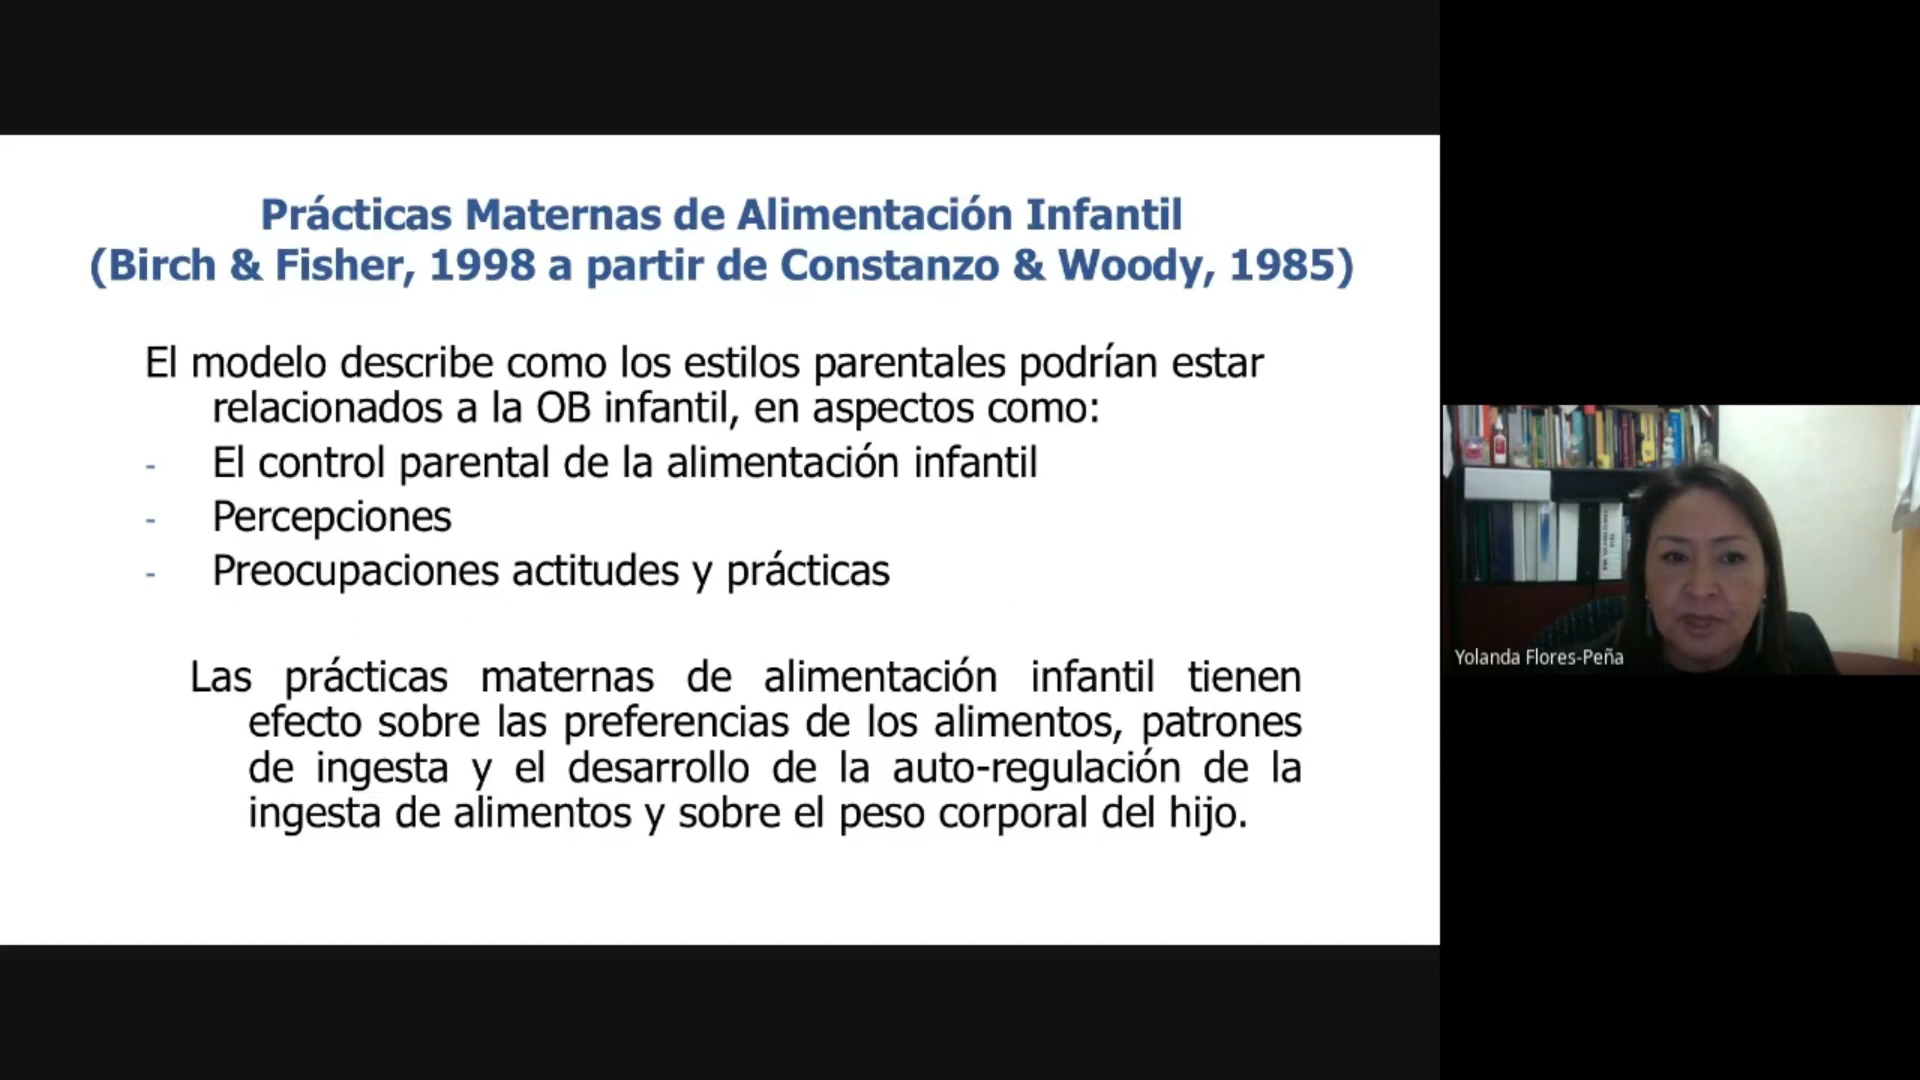 Prácticas Maternas de Alimentación Infantil
(Birch & Fisher, 1998 a partir de Constanzo & Woody, 1985)
El modelo describe como los estilos parentales podrían estar
relacionados a la OB infantil, en aspectos como:
- El control parental de la alimentación infantil
- Percepciones
- Preocupaciones actitudes y prácticas
Las prácticas maternas de alimentación infantil tienen
efecto sobre las preferencias de los alimentos, patrones
de ingesta y el desarrollo de la auto-regulación de la
ingesta de alimentos y sobre el peso corporal del hijo.
Yolanda Flores-Peña